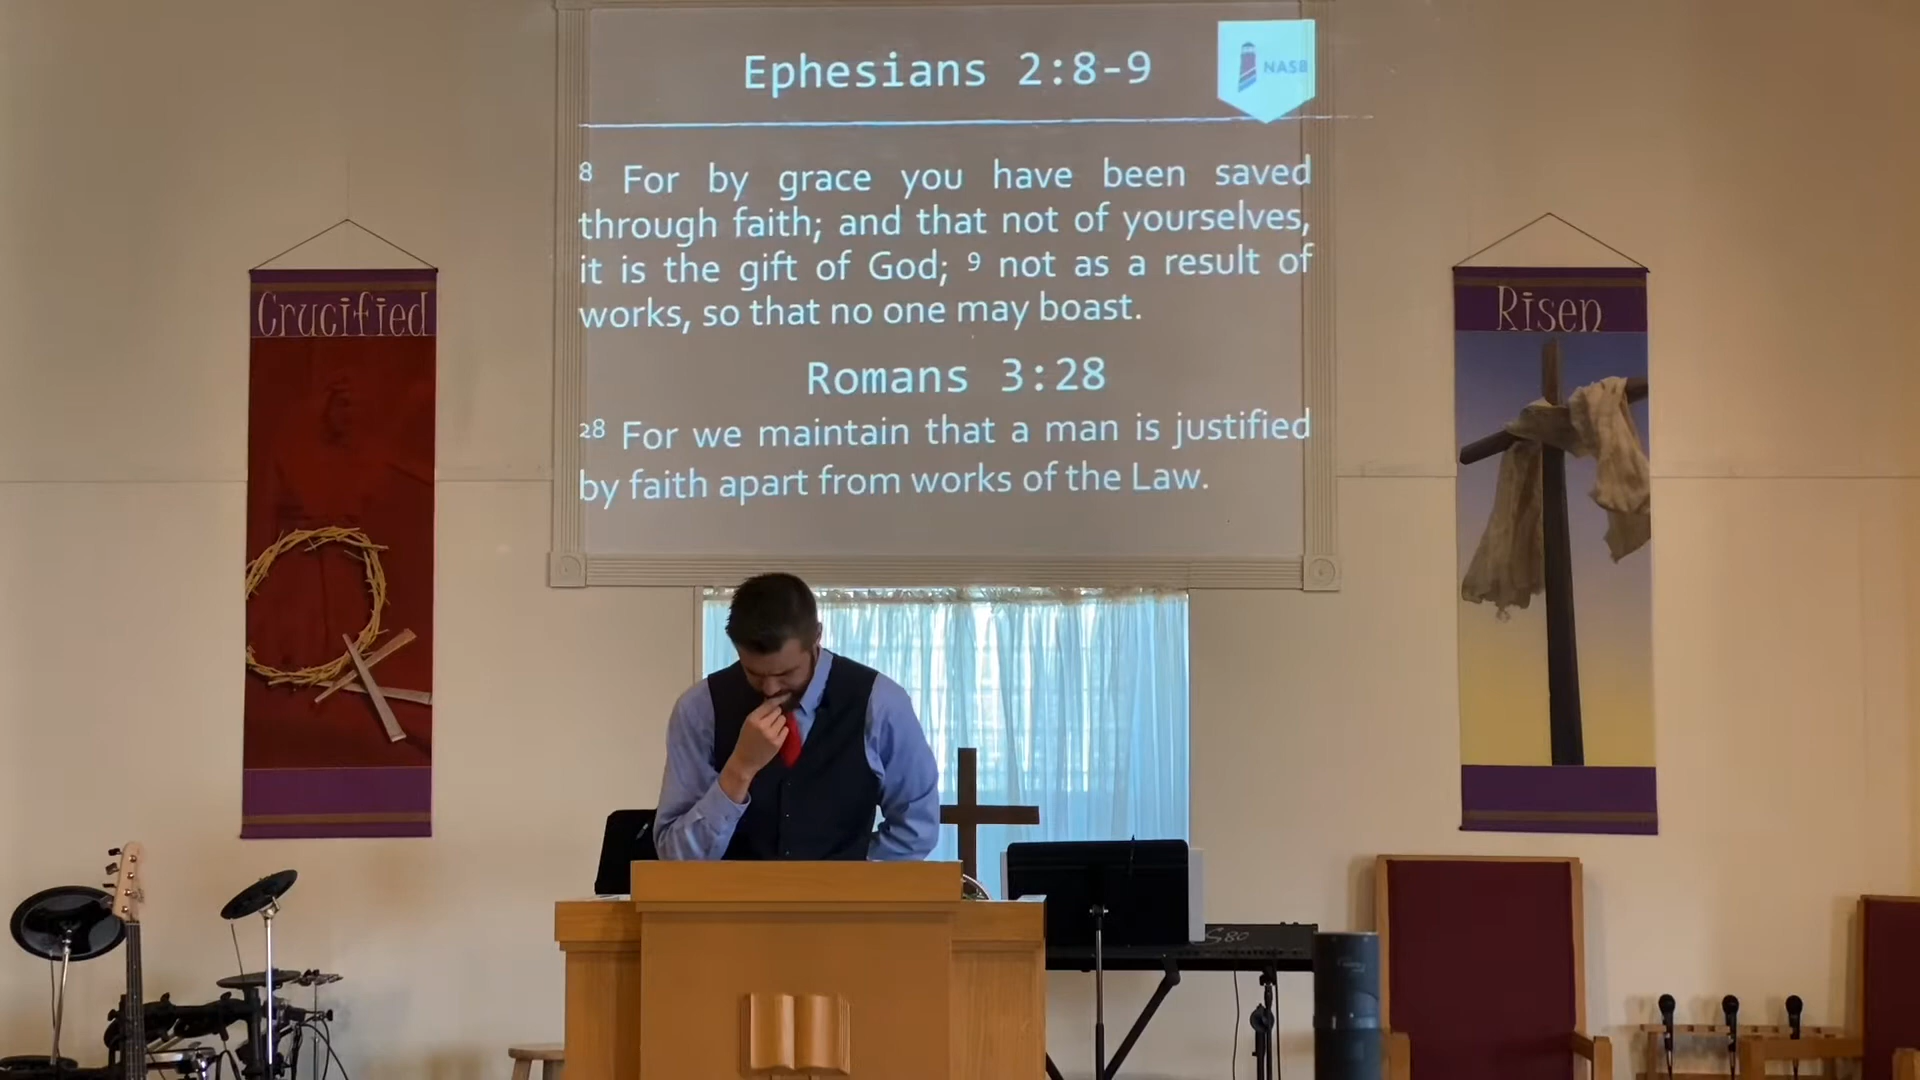 Ephesians 2:8-9
NASB
8 For by grace you have been saved
through faith; and that not of yourselves,
it is the gift of God; 9 not as a result of
works, so that no one may boast.
Romans 3:28
28 For we maintain that a man is justified
by faith apart from works of the Law.
Crucified
Risen
S80